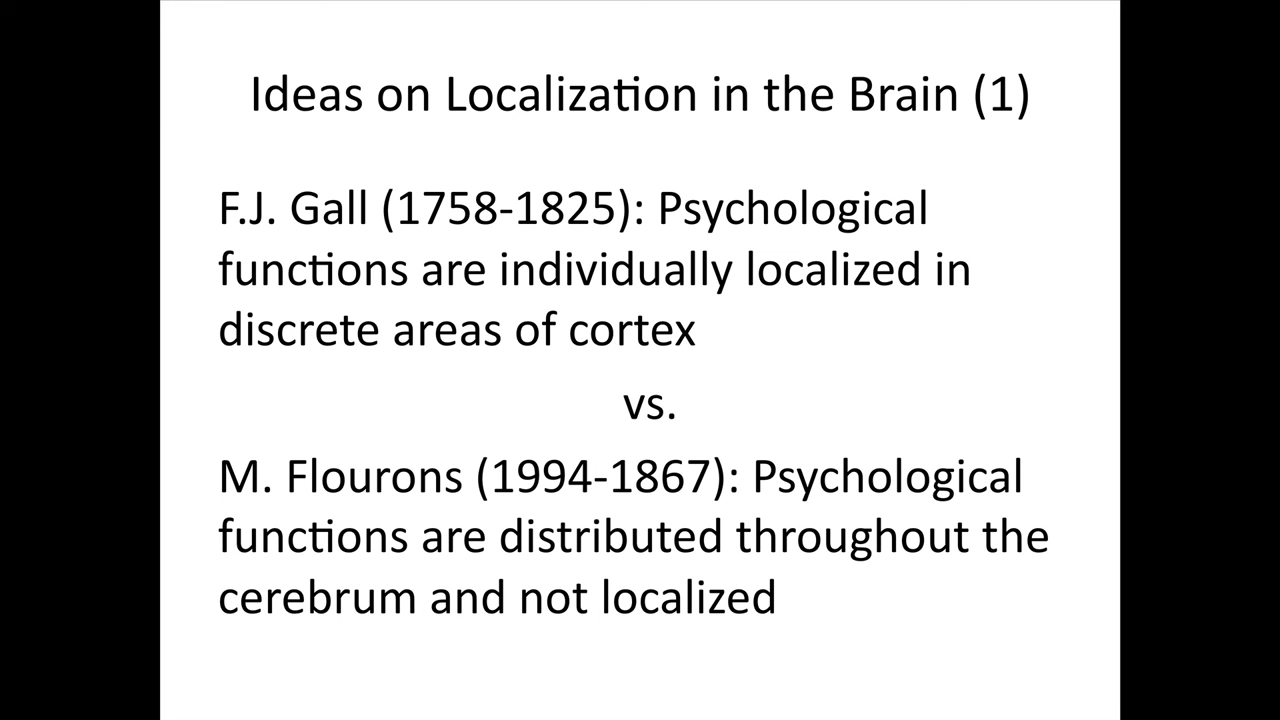 Ideas on Localization in the Brain (1)
F.J. Gall (1758-1825): Psychological
functions are individually localized in
discrete areas of cortex
vs.
M. Flourons (1994-1867): Psychological
functions are distributed throughout the
cerebrum and not localized